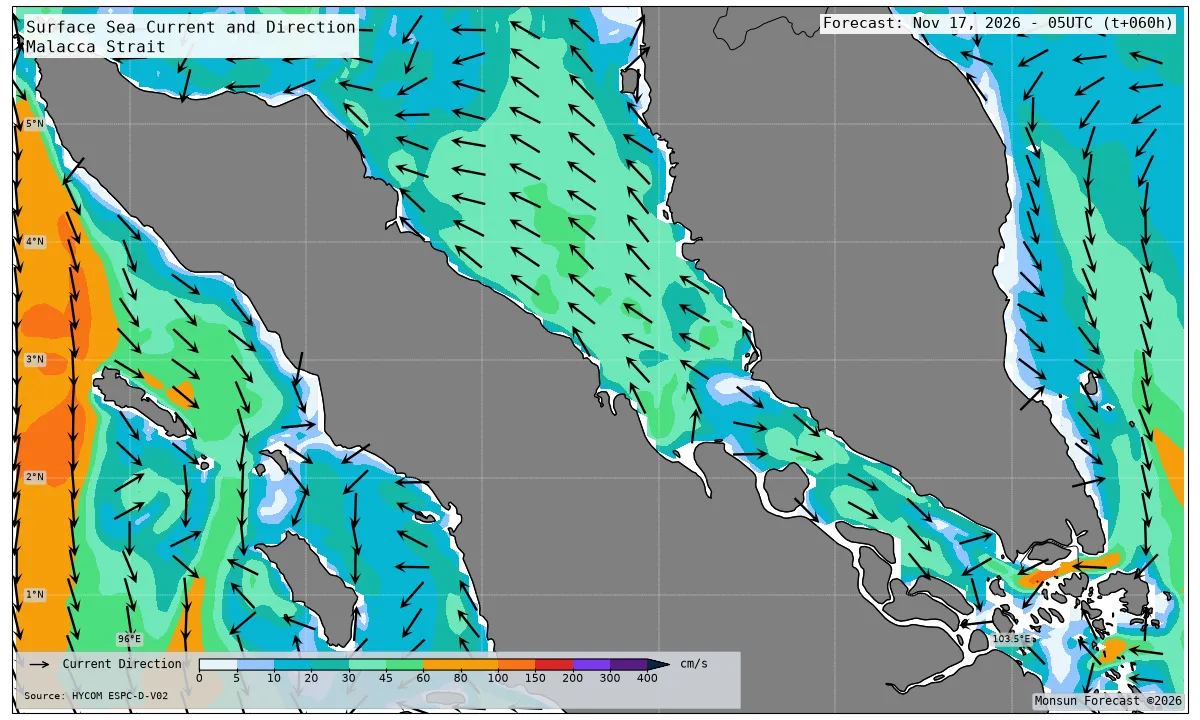 Surface Sea Current and Direction
Malacca Strait
Forecast: Nov 17, 2026 - 05UTC (t+060h)
5°N
4°N
3°N
2°N
1°N
96°E
103.5°E
Current Direction
0 5 10 20 30 45 60 80 100 150 200 300 400
cm/s
Source: HYCOM ESPC-D-V02
Monsun Forecast ©2026